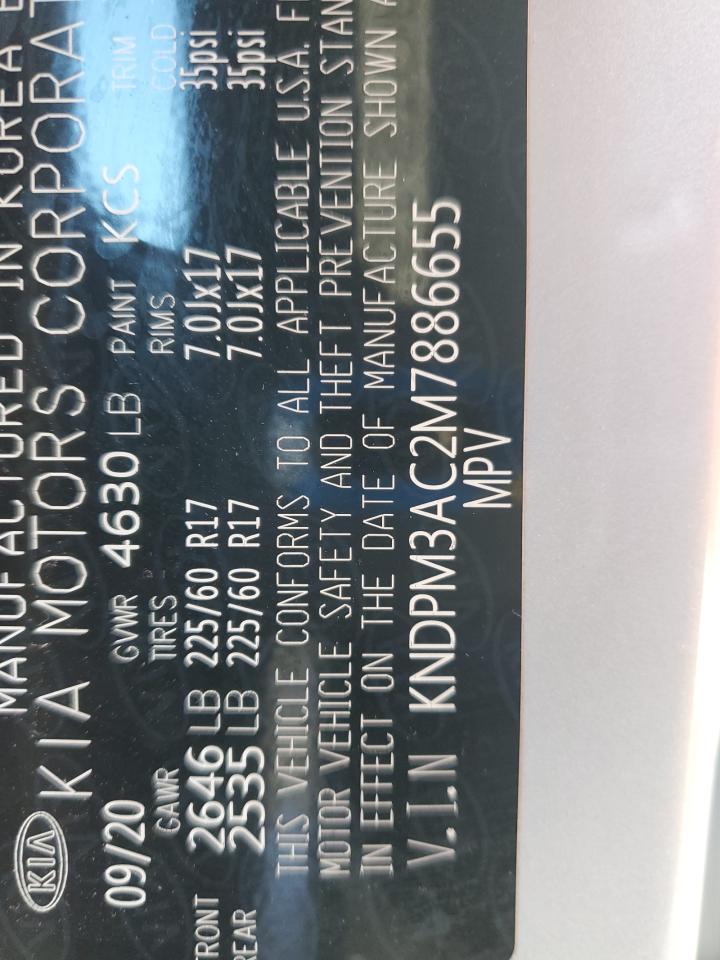 MANUFACTURED IN KOREA
KIA KIA MOTORS CORPORAT
09/20 GVWR 4630 LB PAINT KCS TRIM
GAWR TIRES RIMS COLD
FRONT 2646 LB 225/60 R17 7.0Jx17 35psi
REAR 2535 LB 225/60 R17 7.0Jx17 35psi
THIS VEHICLE CONFORMS TO ALL APPLICABLE U.S.A. F
MOTOR VEHICLE SAFETY AND THEFT PREVENTION STAN
IN EFFECT ON THE DATE OF MANUFACTURE SHOWN A
V.I.N KNDPM3AC2M7886655
MPV